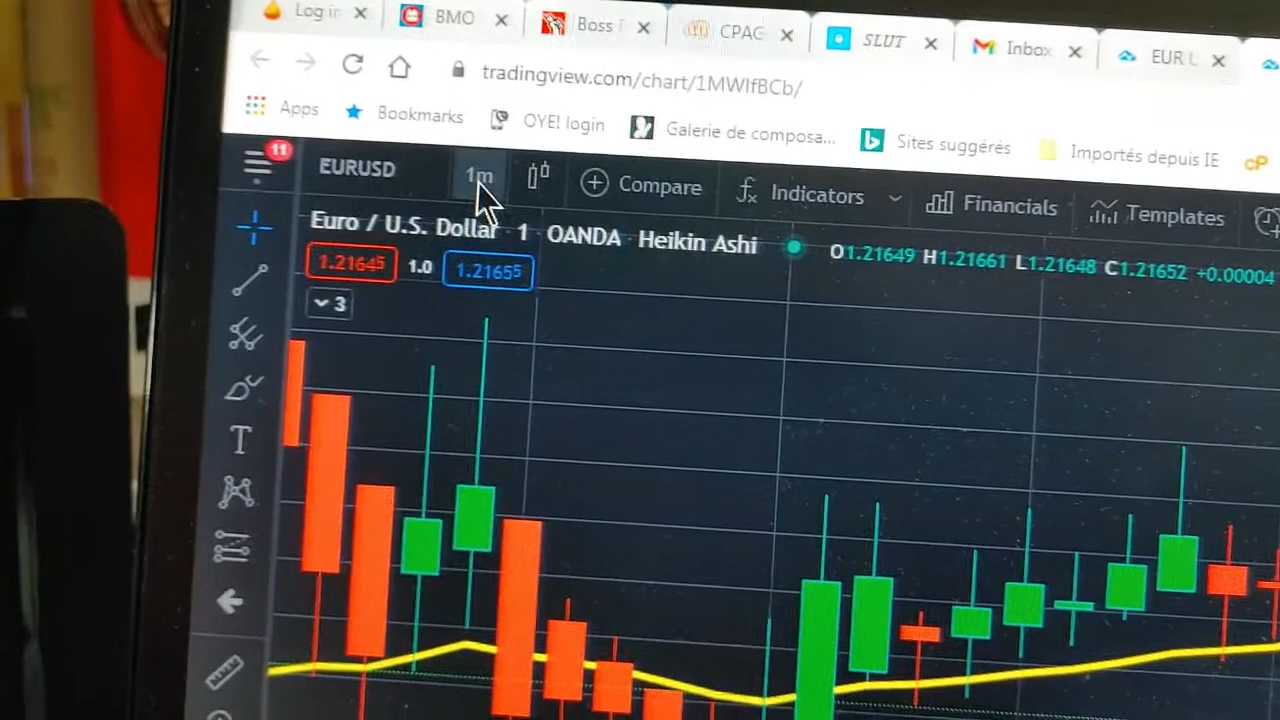 Log in BMO Boss CPAC SLUT Inbox EUR
tradingview.com/chart/1MWIfBCb/
Apps Bookmarks OYE! login Galerie de composa... Sites suggérés Importés depuis IE cP
11 EURUSD 1m Compare Indicators Financials Templates
Euro / U.S. Dollar 1 OANDA Heikin Ashi O1.21649 H1.21661 L1.21648 C1.21652 +0.00004
1.21645 1.0 1.21655
3
T